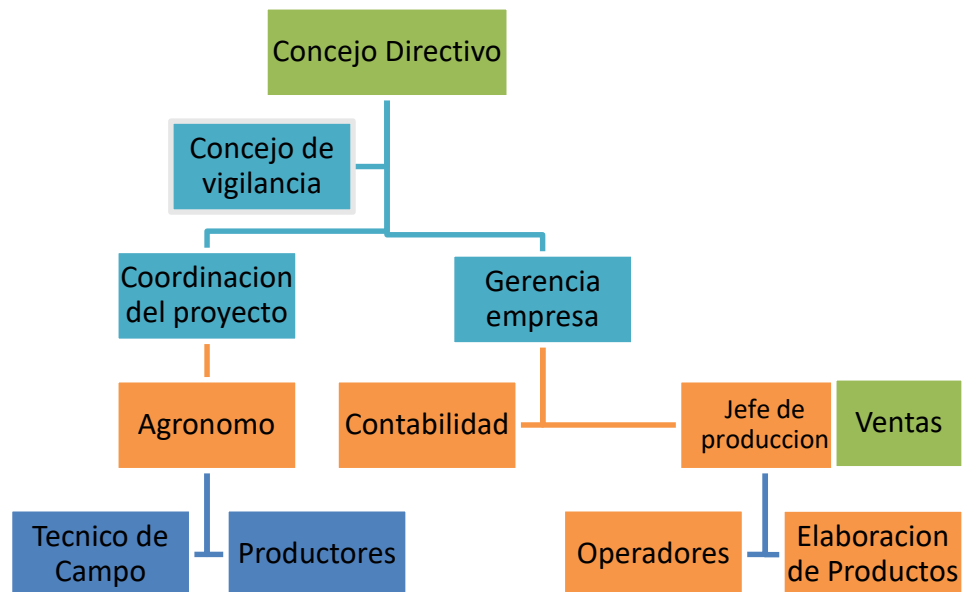 Concejo Directivo
Concejo de
vigilancia
Coordinacion
del proyecto
Gerencia
empresa
Agronomo
Contabilidad
Jefe de
produccion
Ventas
Tecnico de
Campo
Productores
Operadores
Elaboracion
de Productos